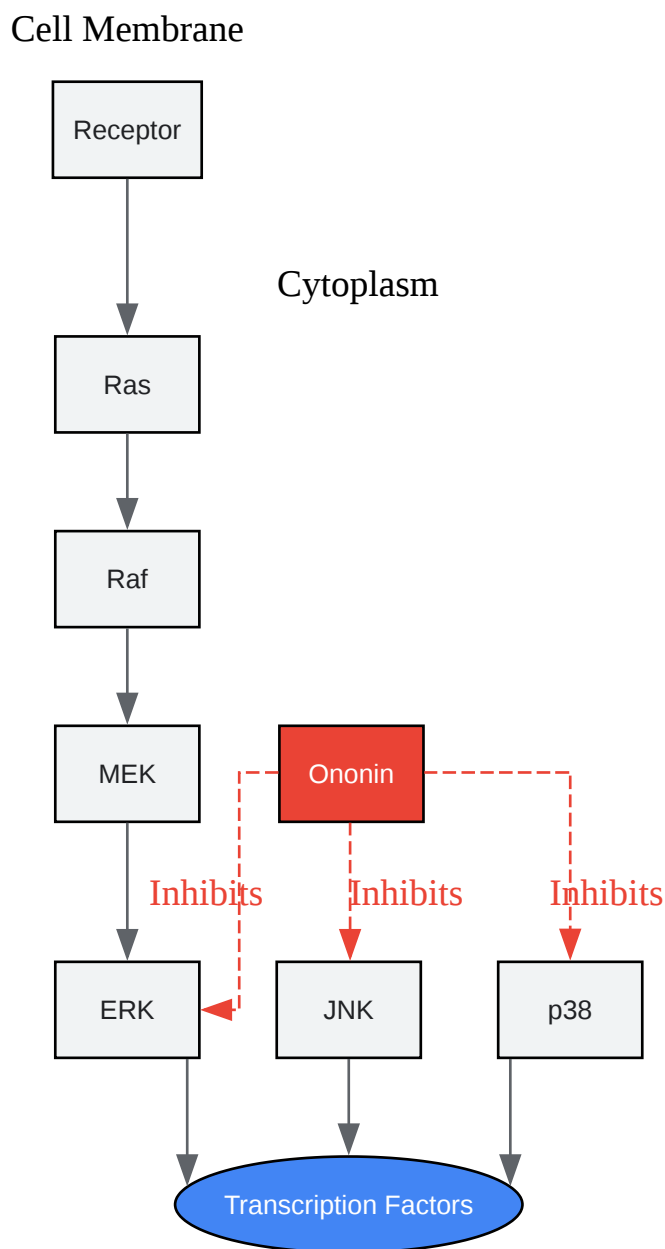 Cell Membrane
Receptor
Cytoplasm
Ras
Raf
MEK
Ononin
Inhibits
Inhibits
Inhibits
ERK
JNK
p38
Transcription Factors